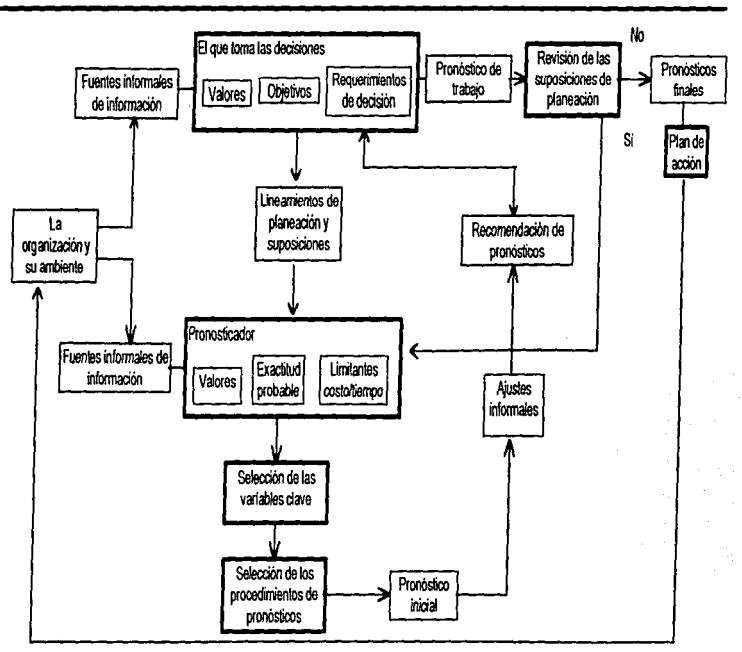 El que toma las decisiones
Valores
Objetivos
Requerimientos
de decisión
Fuentes informales
de información
Pronóstico de
trabajo
Revisión de las
suposiciones de
planeación
No
Pronósticos
finales
Si
Plan de
acción
Lineamientos de
planeación y
suposiciones
Recomendación de
pronósticos
La
organización y
su ambiente
Fuentes informales de
información
Pronosticador
Valores
Exactitud
probable
Limitantes
costo/tiempo
Ajustes
informales
Selección de las
variables clave
Selección de los
procedimientos de
pronósticos
Pronóstico
inicial